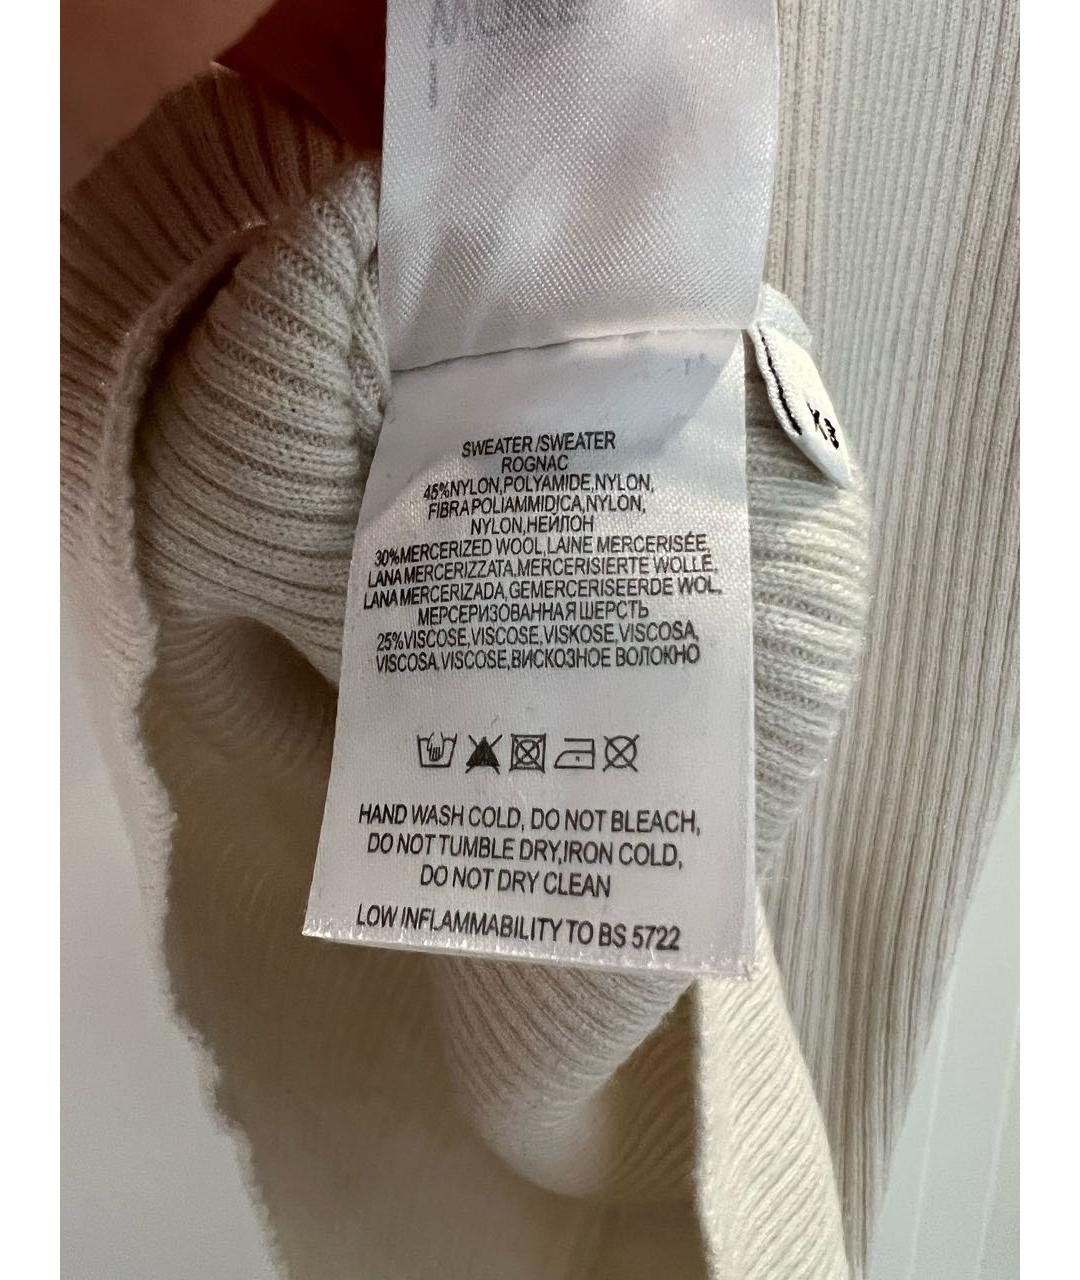 SWEATER /SWEATER
ROGNAC
45%NYLON,POLYAMIDE,NYLON,
FIBRA POLIAMMIDICA,NYLON,
NYLON,НЕЙЛОН
30%MERCERIZED WOOL,LAINE MERCERISÉE,
LANA MERCERIZZATA,MERCERISIERTE WOLLE,
LANA MERCERIZADA,GEMERCERISEERDE WOL,
МЕРСЕРИЗОВАННАЯ ШЕРСТЬ
25%VISCOSE,VISCOSE,VISKOSE,VISCOSA,
VISCOSA,VISCOSE,ВИСКОЗНОЕ ВОЛОКНО
HAND WASH COLD, DO NOT BLEACH,
DO NOT TUMBLE DRY,IRON COLD,
DO NOT DRY CLEAN
LOW INFLAMMABILITY TO BS 5722